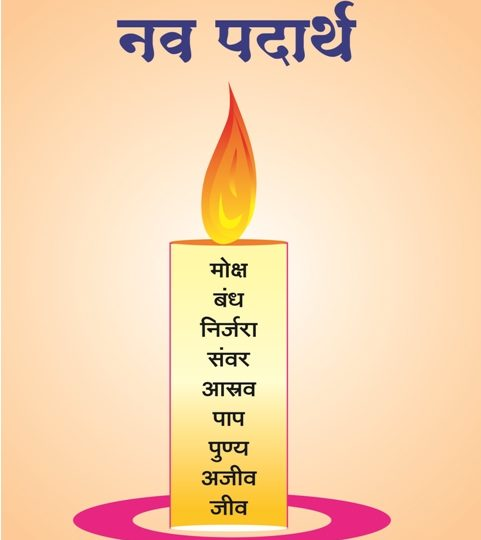 नव पदार्थ
मोक्ष
बंध
निर्जरा
संवर
आस्रव
पाप
पुण्य
अजीव
जीव